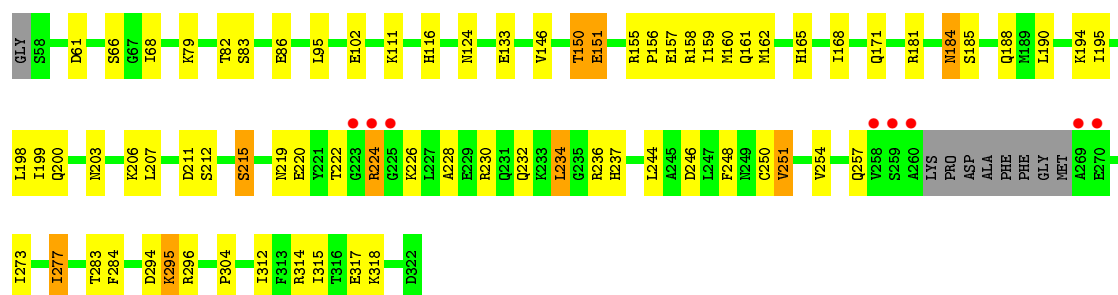 GLY S58 D61 S66 G67 I68 K79 T82 S83 E86 L95 E102 K111 H116 N124 E133 V146 T150 E151 R155 P156 E157 R158 I159 M160 Q161 M162 H165 I168 Q171 R181 N184 S185 Q188 M189 L190 K194 I195
L198 I199 Q200 N203 K206 L207 D211 S212 S215 N219 E220 Y221 T222 G223 R224 G225 K226 L227 A228 E229 R230 Q231 Q232 K233 L234 G235 R236 H237 L244 A245 D246 L247 F248 N249 C250 V251 V254 Q257 V258 S259 A260 LYS PRO ASP ALA PHE PHE GLY MET A269 E270
I273 I277 T283 F284 D294 K295 R296 P304 I312 F313 R314 I315 T316 E317 K318 D322